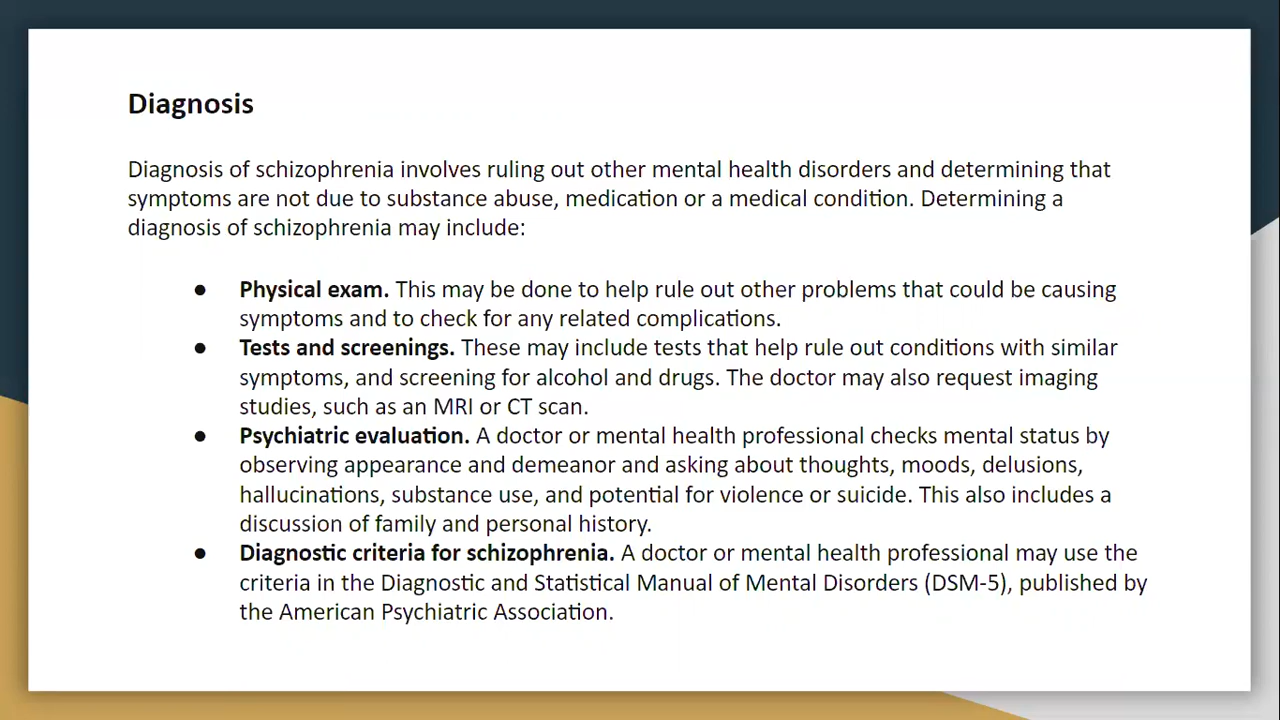 Diagnosis
Diagnosis of schizophrenia involves ruling out other mental health disorders and determining that
symptoms are not due to substance abuse, medication or a medical condition. Determining a
diagnosis of schizophrenia may include:
● Physical exam. This may be done to help rule out other problems that could be causing
symptoms and to check for any related complications.
● Tests and screenings. These may include tests that help rule out conditions with similar
symptoms, and screening for alcohol and drugs. The doctor may also request imaging
studies, such as an MRI or CT scan.
● Psychiatric evaluation. A doctor or mental health professional checks mental status by
observing appearance and demeanor and asking about thoughts, moods, delusions,
hallucinations, substance use, and potential for violence or suicide. This also includes a
discussion of family and personal history.
● Diagnostic criteria for schizophrenia. A doctor or mental health professional may use the
criteria in the Diagnostic and Statistical Manual of Mental Disorders (DSM-5), published by
the American Psychiatric Association.